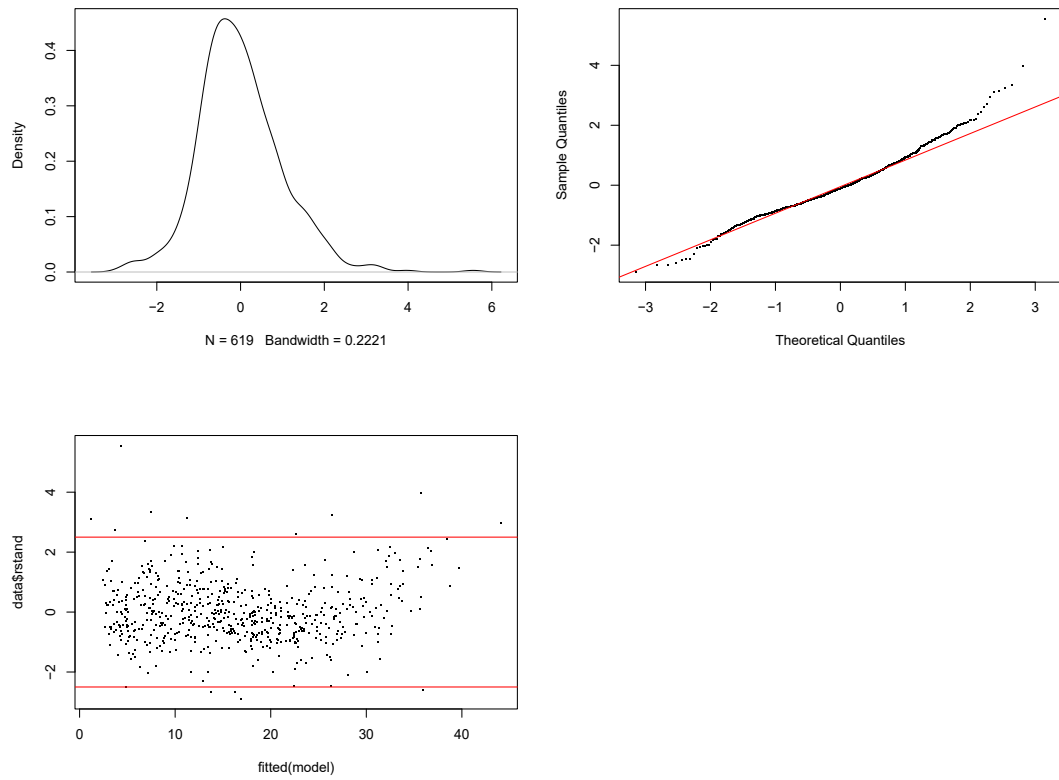 Density
0.0 0.1 0.2 0.3 0.4
−2 0 2 4 6
N = 619 Bandwidth = 0.2221
Sample Quantiles
−2 0 2 4
−3 −2 −1 0 1 2 3
Theoretical Quantiles
data$rstand
−2 0 2 4
0 10 20 30 40
fitted(model)